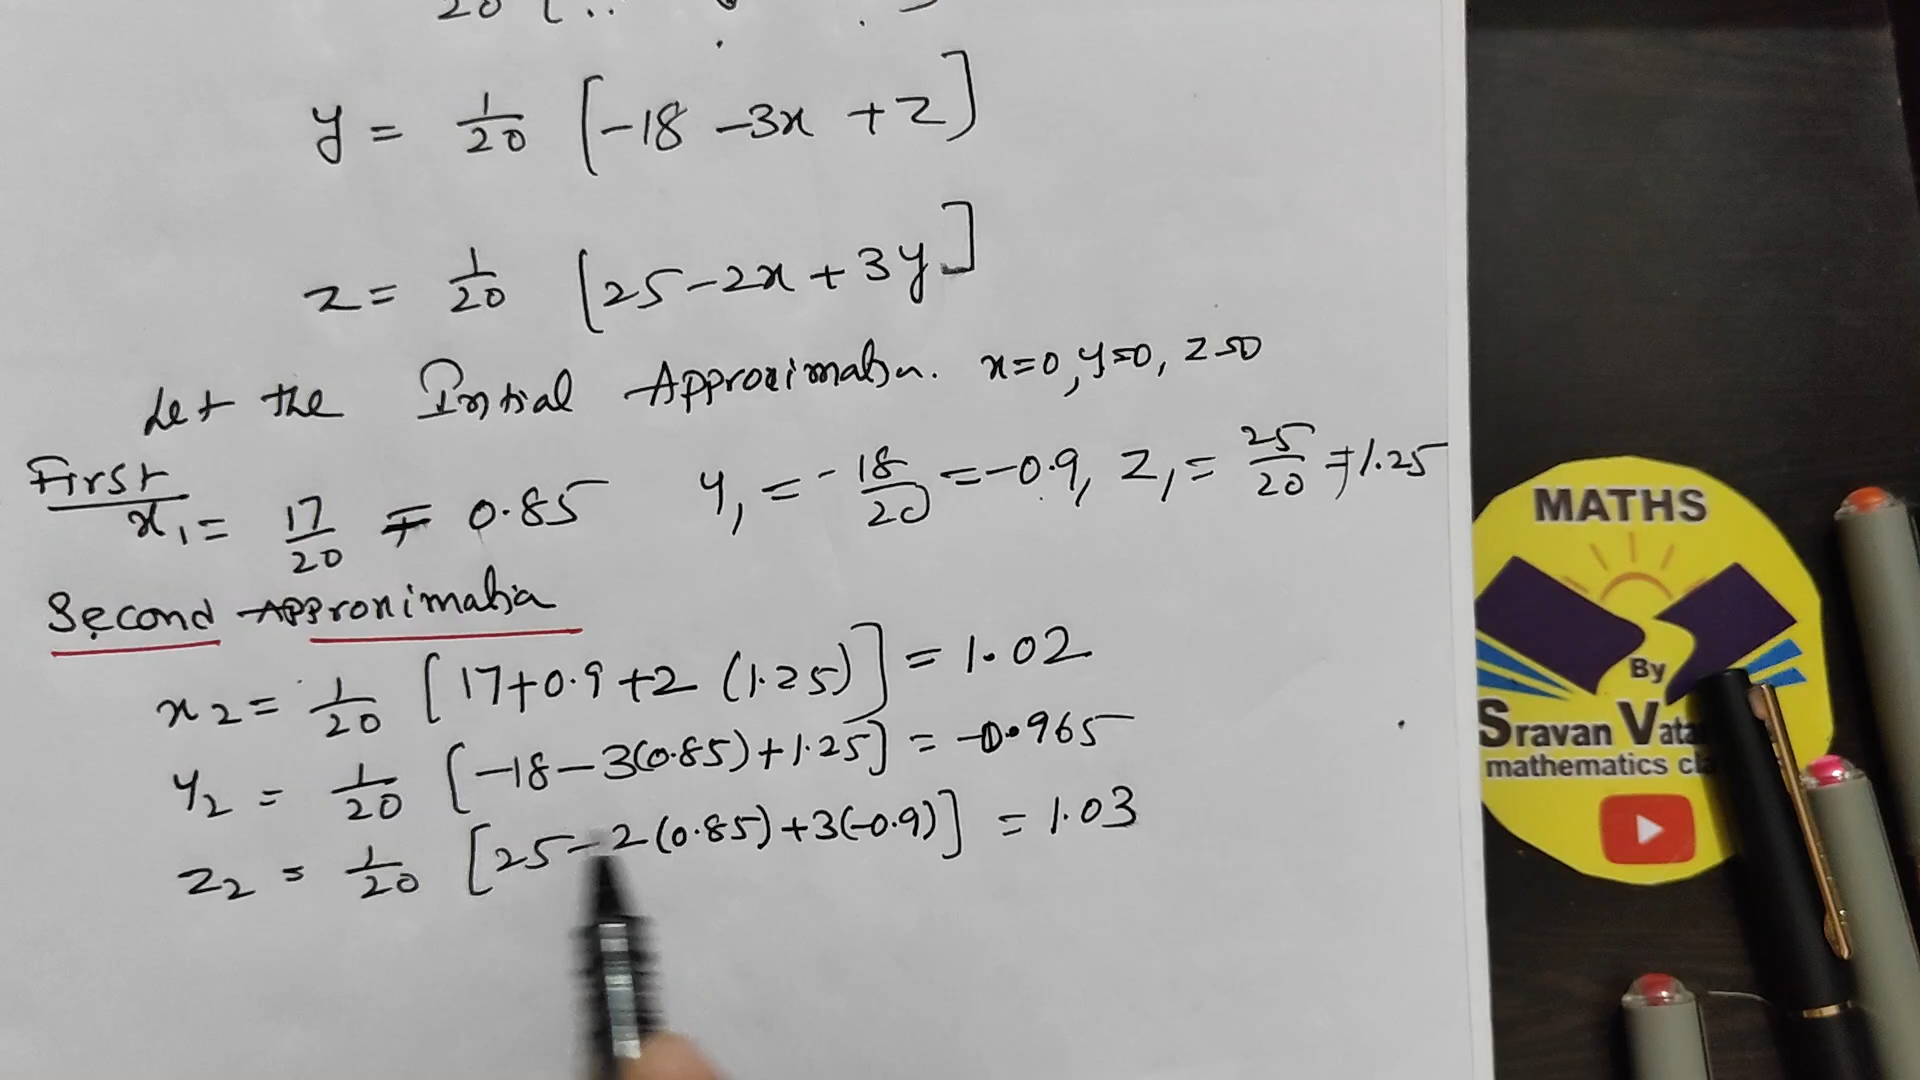 y = 1/20 [-18 -3x +z]
z = 1/20 [25-2x+3y]
Let the Initial Approximation. x=0, y=0, z=0
First
x₁ = 17/20 = 0.85 y₁ = -18/20 = -0.9, z₁ = 25/20 = 1.25
Second Approximation
x₂ = 1/20 [17+0.9+2 (1.25)] = 1.02
y₂ = 1/20 [-18-3(0.85)+1.25] = -0.965
z₂ = 1/20 [25-2(0.85)+3(-0.9)] = 1.03
MATHS
By
Sravan
mathematics